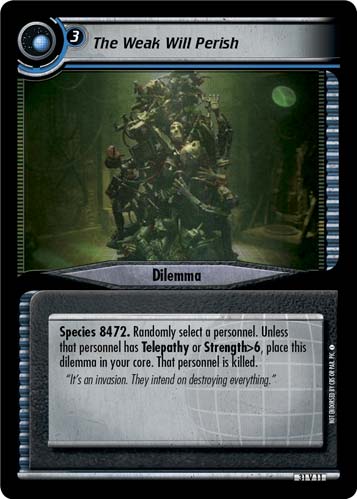 3
The Weak Will Perish
Dilemma
Species 8472. Randomly select a personnel. Unless
that personnel has Telepathy or Strength>6, place this
dilemma in your core. That personnel is killed.
"It's an invasion. They intend on destroying everything."
NOT ENDORSED BY CBS OR PAR. PIC.
31 V 11